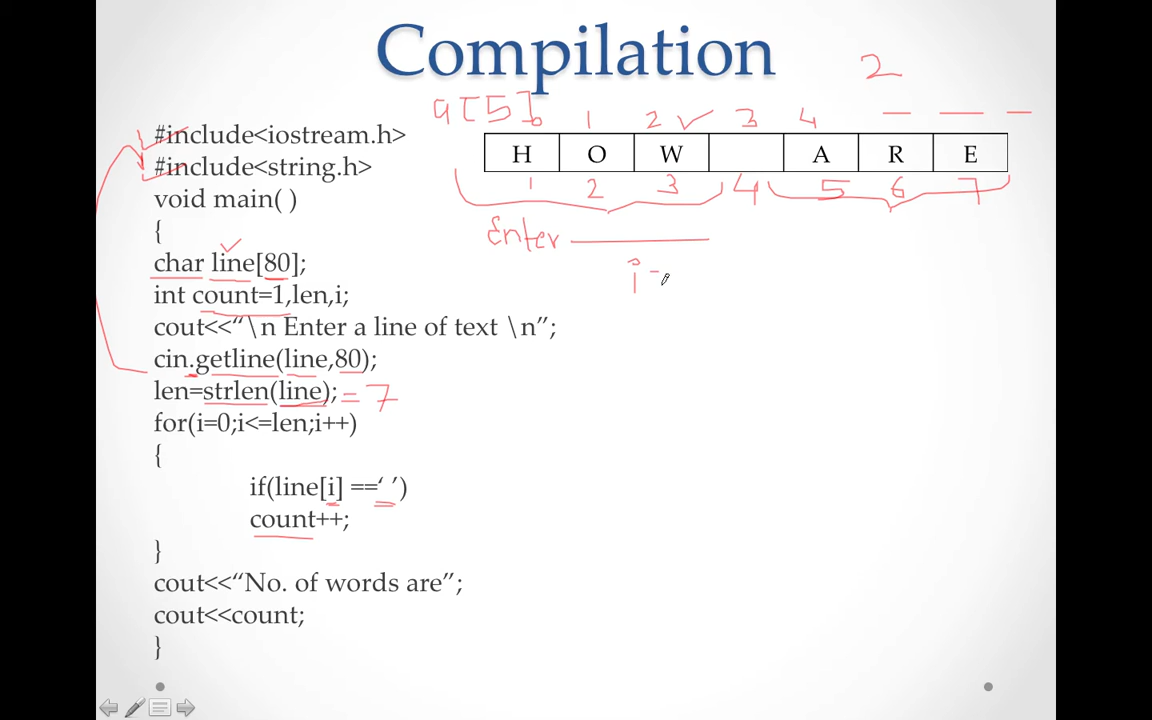 Compilation
2
a[5]
0 1 2 ✓ 3 4
#include<iostream.h>
H O W A R E
#include<string.h>
1 2 3 4 5 6 7
void main( )
{
Enter
char line[80];
i -
int count=1,len,i;
cout<<“\n Enter a line of text \n”;
cin.getline(line,80);
len=strlen(line); = 7
for(i=0;i<=len;i++)
{
if(line[i] ==‘ ’)
count++;
}
cout<<“No. of words are”;
cout<<count;
}